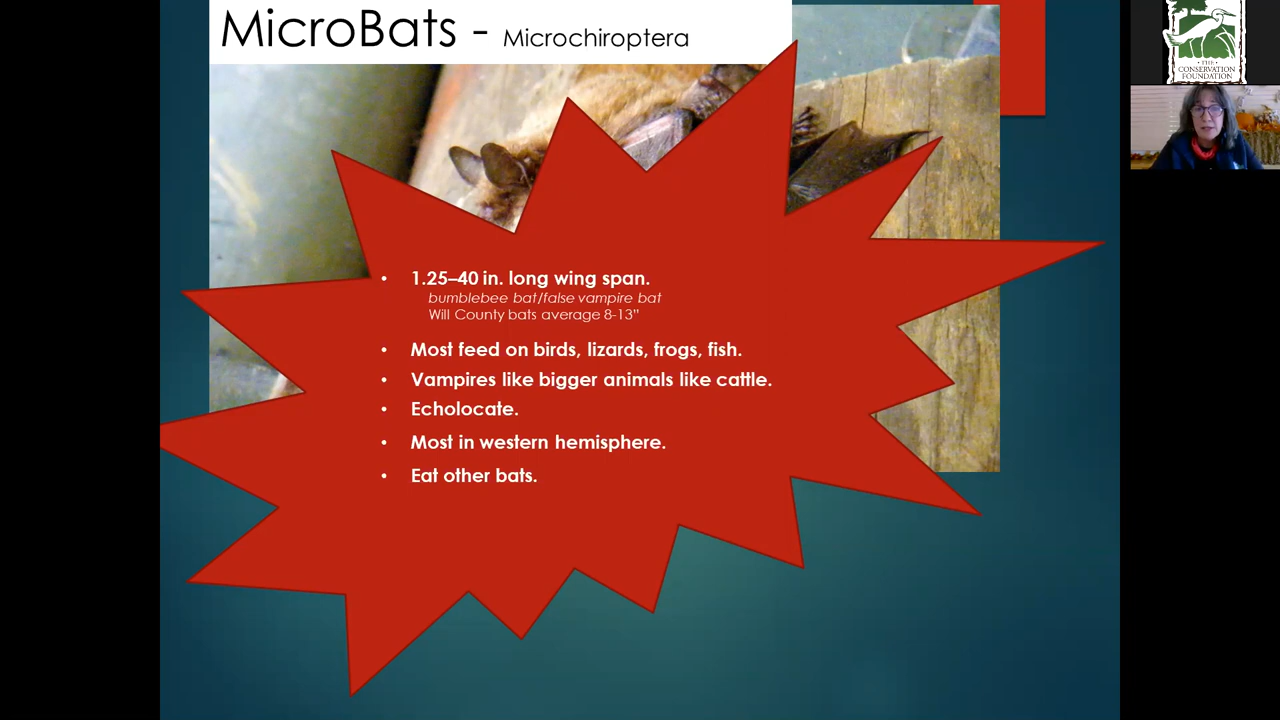 MicroBats - Microchiroptera
• 1.25–40 in. long wing span.
bumblebee bat/false vampire bat
Will County bats average 8-13”
• Most feed on birds, lizards, frogs, fish.
• Vampires like bigger animals like cattle.
• Echolocate.
• Most in western hemisphere.
• Eat other bats.
• THE •
CONSERVATION
FOUNDATION